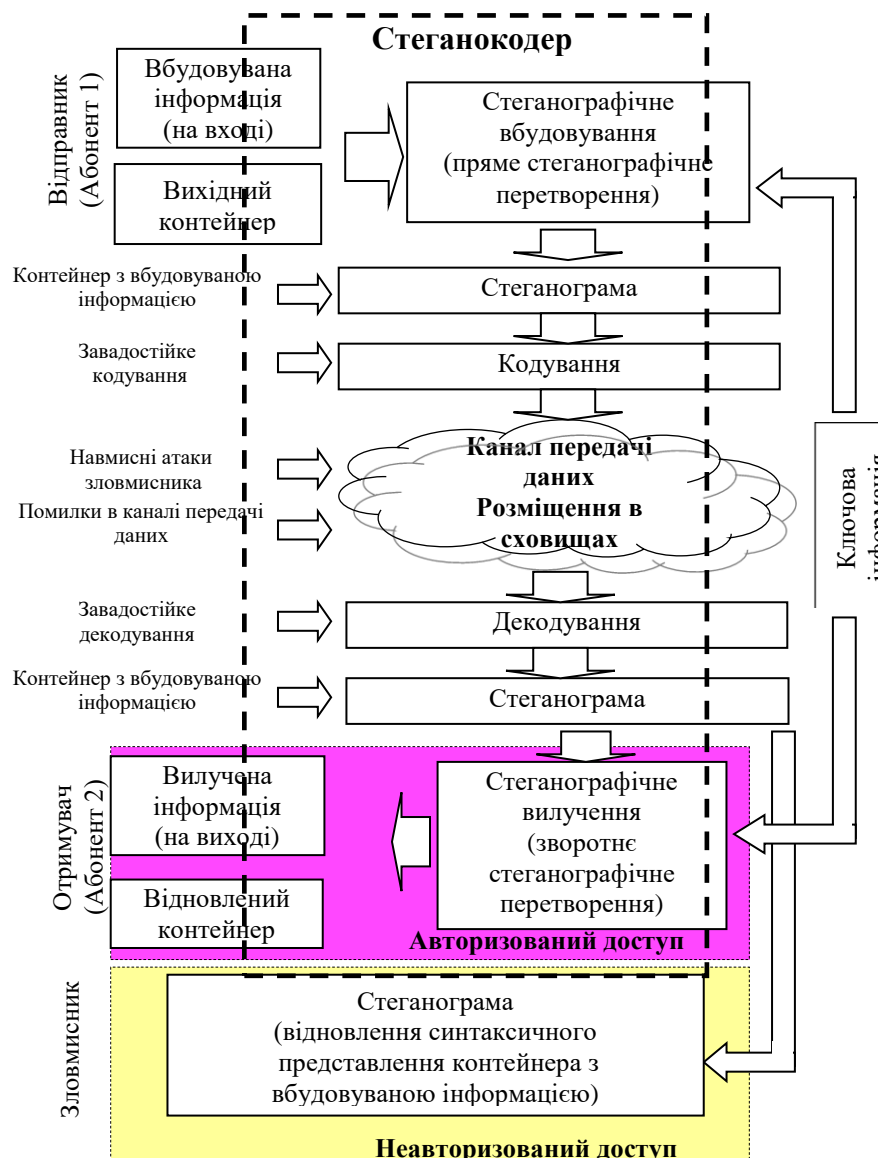 Стеганокодер
Відправник
(Абонент 1)
Вбудовувана
інформація
(на вході)
Вихідний
контейнер
Стеганографічне
вбудовування
(пряме стеганографічне
перетворення)
Контейнер з вбудовуваною
інформацією
Стеганограма
Завадостійке
кодування
Кодування
Навмисні атаки
зловмисника
Помилки в каналі передачі
даних
Канал передачі
даних
Розміщення в
сховищах
Ключова
інформація
Завадостійке
декодування
Декодування
Контейнер з вбудовуваною
інформацією
Стеганограма
Отримувач
(Абонент 2)
Вилучена
інформація
(на виході)
Відновлений
контейнер
Стеганографічне
вилучення
(зворотнє
стеганографічне
перетворення)
Авторизований доступ
Зловмисник
Стеганограма
(відновлення синтаксичного
представлення контейнера з
вбудовуваною інформацією)
Неавторизований доступ